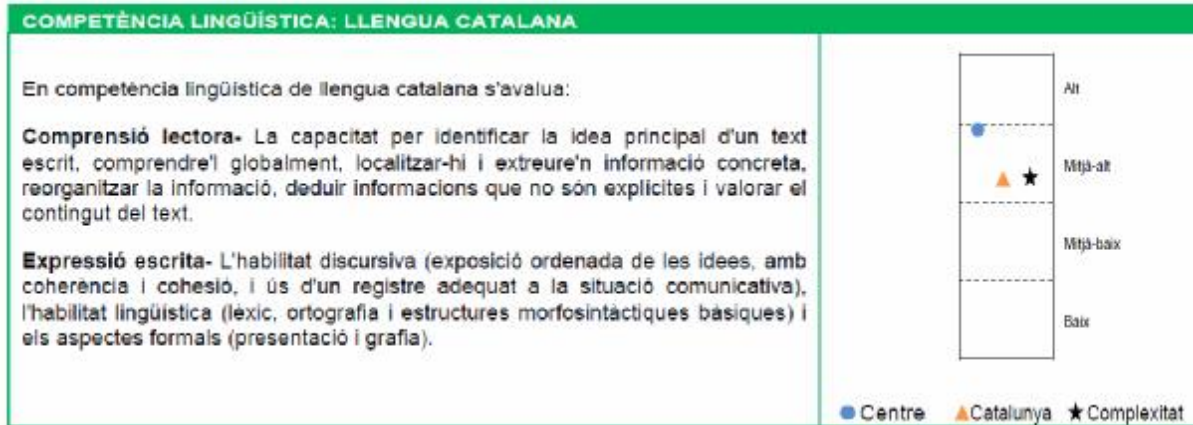 COMPETÈNCIA LINGÜÍSTICA: LLENGUA CATALANA
En competència lingüística de llengua catalana s'avalua:
Comprensió lectora- La capacitat per identificar la idea principal d'un text
escrit, comprendre'l globalment, localitzar-hi i extreure'n informació concreta,
reorganitzar la informació, deduir informacions que no són explícites i valorar el
contingut del text.
Expressió escrita- L'habilitat discursiva (exposició ordenada de les idees, amb
coherència i cohesió, i ús d'un registre adequat a la situació comunicativa),
l'habilitat lingüística (lèxic, ortografia i estructures morfosintàctiques bàsiques) i
els aspectes formals (presentació i grafia).
Alt
Mitjà-alt
Mitjà-baix
Baix
Centre Catalunya Complexitat